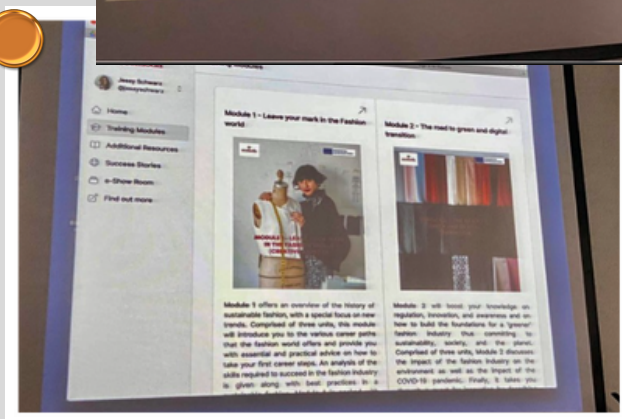 Jessy Schwarz
@jessyschwarz
Home
Training Modules
Additional Resources
Success Stories
e-Show Room
Find out more
Module 1 - Leave your mark in the Fashion
world
Module 1 offers an overview of the history of
sustainable fashion, with a special focus on new
trends. Comprised of three units, this module
will introduce you to the various career paths
that the fashion world offers and provide you
with essential and practical advice on how to
take your first career steps. An analysis of the
skills required to succeed in the fashion industry
is given along with best practices in a
Module 2 - The road to green and digital
transition
Module 2 will boost your knowledge on
regulation, innovation, and awareness and on
how to build the foundations for a 'greener'
fashion industry thus committing to
sustainability, society, and the planet.
Comprised of three units, Module 2 discusses
the impact of the fashion industry on the
environment as well as the impact of the
COVID-19 pandemic. Finally, it takes you